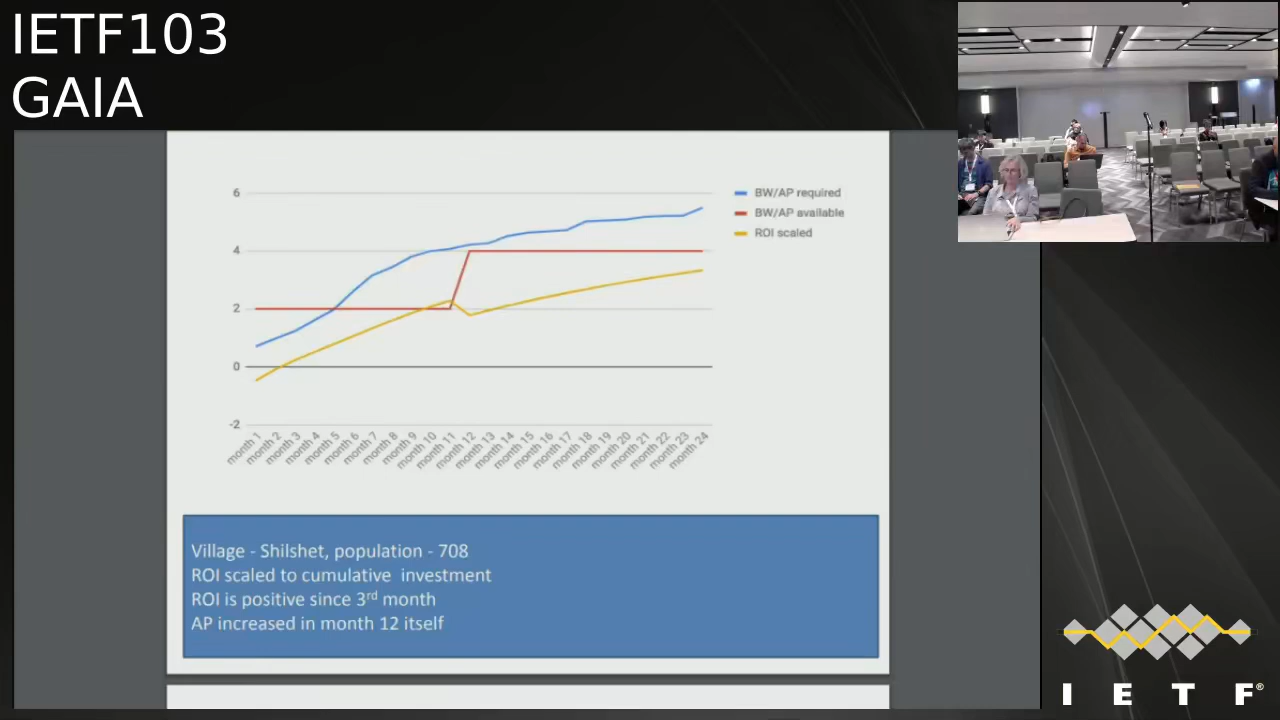 IETF103
GAIA
6
4
2
0
-2
BW/AP required
BW/AP available
ROI scaled
month 1
month 2
month 3
month 4
month 5
month 6
month 7
month 8
month 9
month 10
month 11
month 12
month 13
month 14
month 15
month 16
month 17
month 18
month 19
month 20
month 21
month 22
month 23
month 24
Village - Shilshet, population - 708
ROI scaled to cumulative investment
ROI is positive since 3rd month
AP increased in month 12 itself
I E T F®